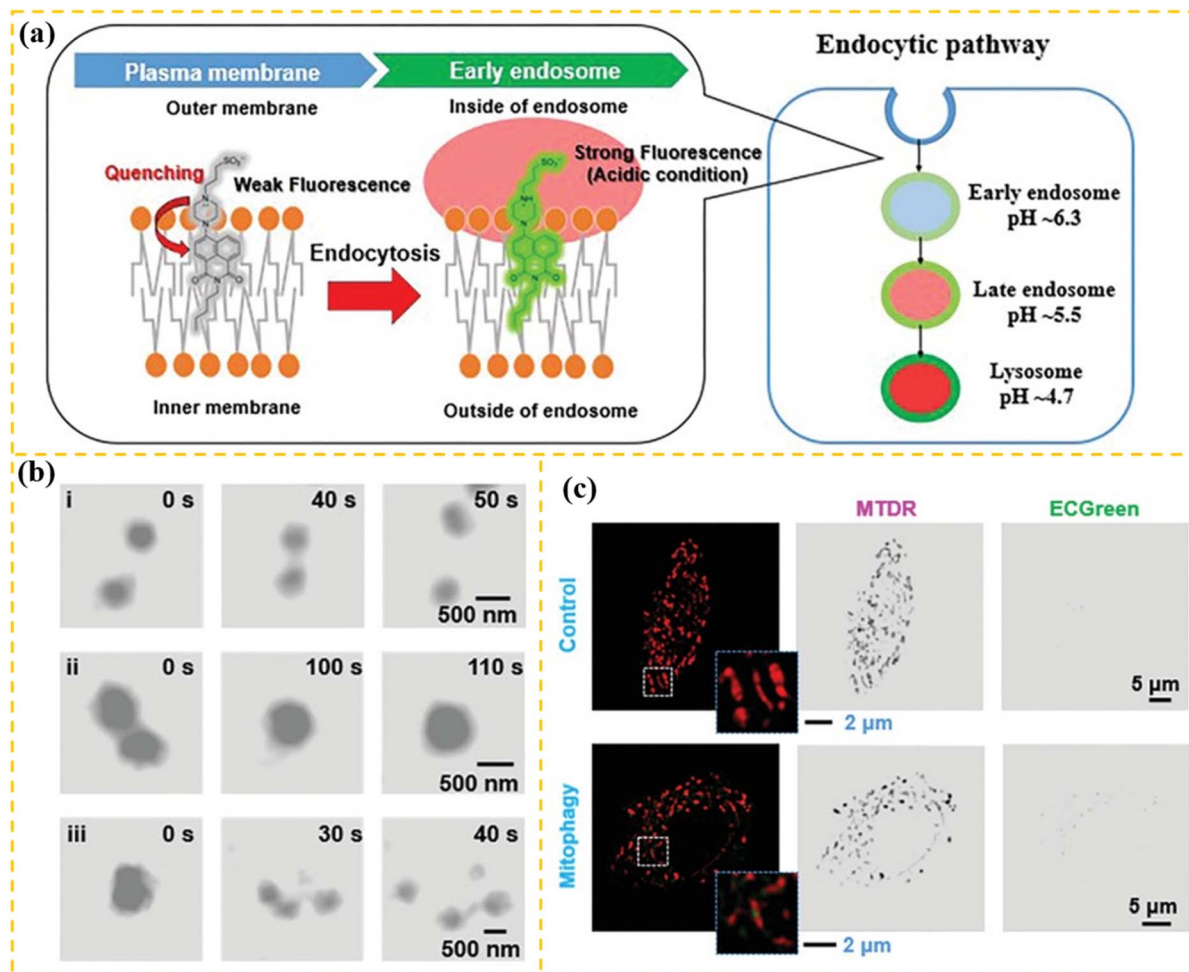 (a)
Plasma membrane
Early endosome
Outer membrane
Inside of endosome
Quenching
Weak Fluorescence
SO₃⁻
Strong Fluorescence
(Acidic condition)
Endocytosis
Inner membrane
Outside of endosome
Endocytic pathway
Early endosome
pH ~6.3
Late endosome
pH ~5.5
Lysosome
pH ~4.7
(b)
i 0 s 40 s 50 s
500 nm
ii 0 s 100 s 110 s
500 nm
iii 0 s 30 s 40 s
500 nm
(c)
MTDR ECGreen
Control
5 µm
2 µm
Mitophagy
5 µm
2 µm